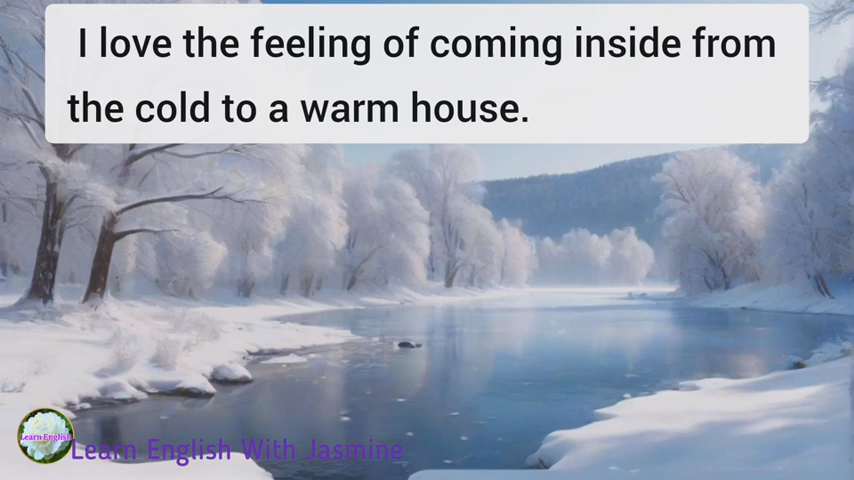 I love the feeling of coming inside from
the cold to a warm house.
Learn English
Learn English With Jasmine